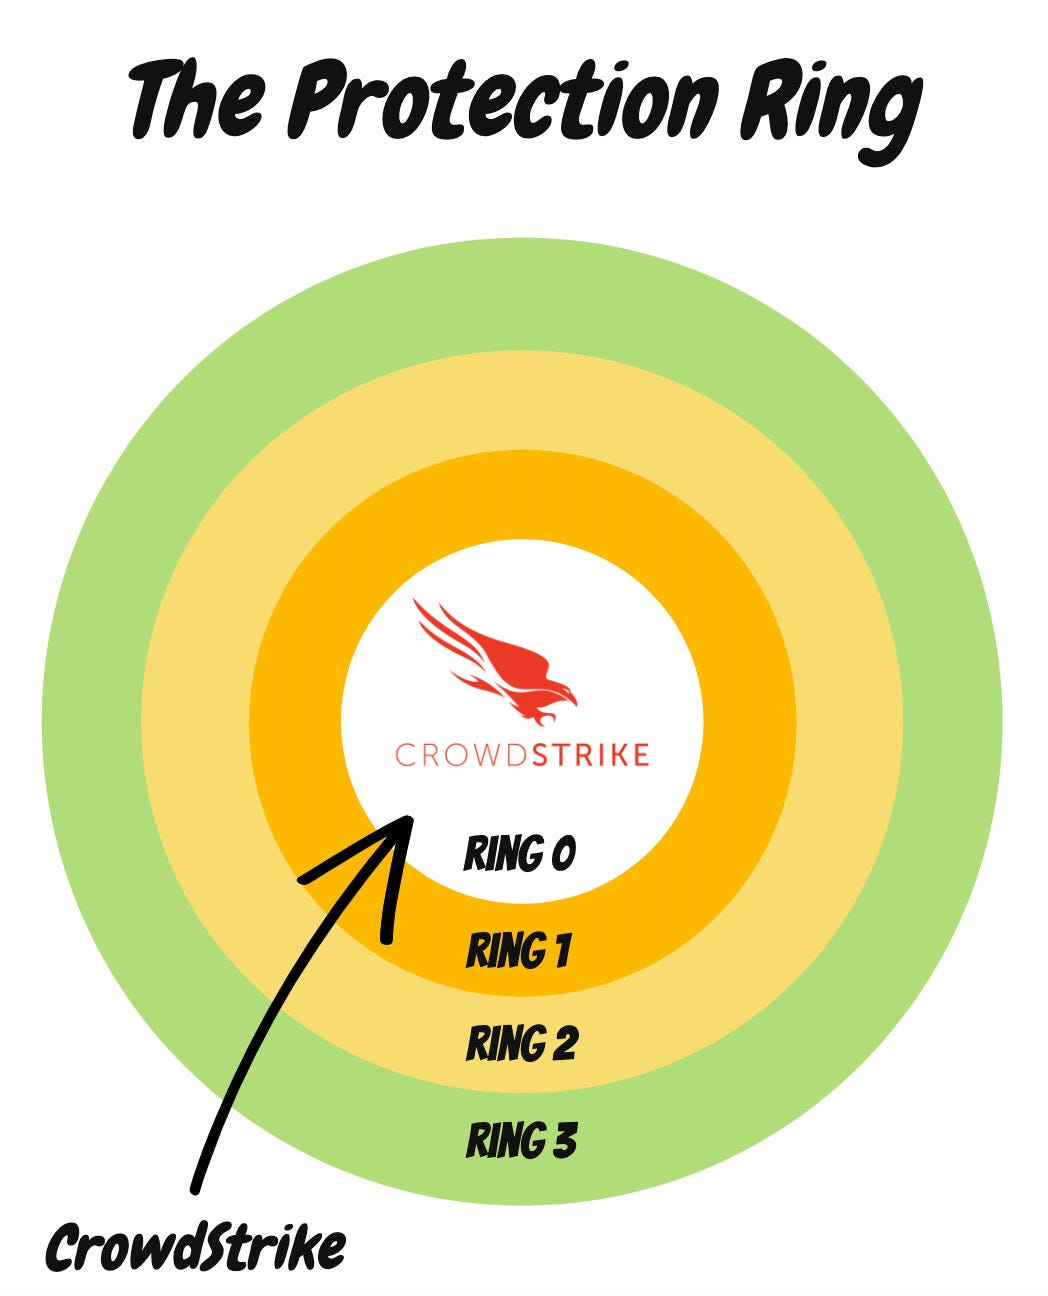 The Protection Ring
CROWDSTRIKE
RING 0
RING 1
RING 2
RING 3
CrowdStrike